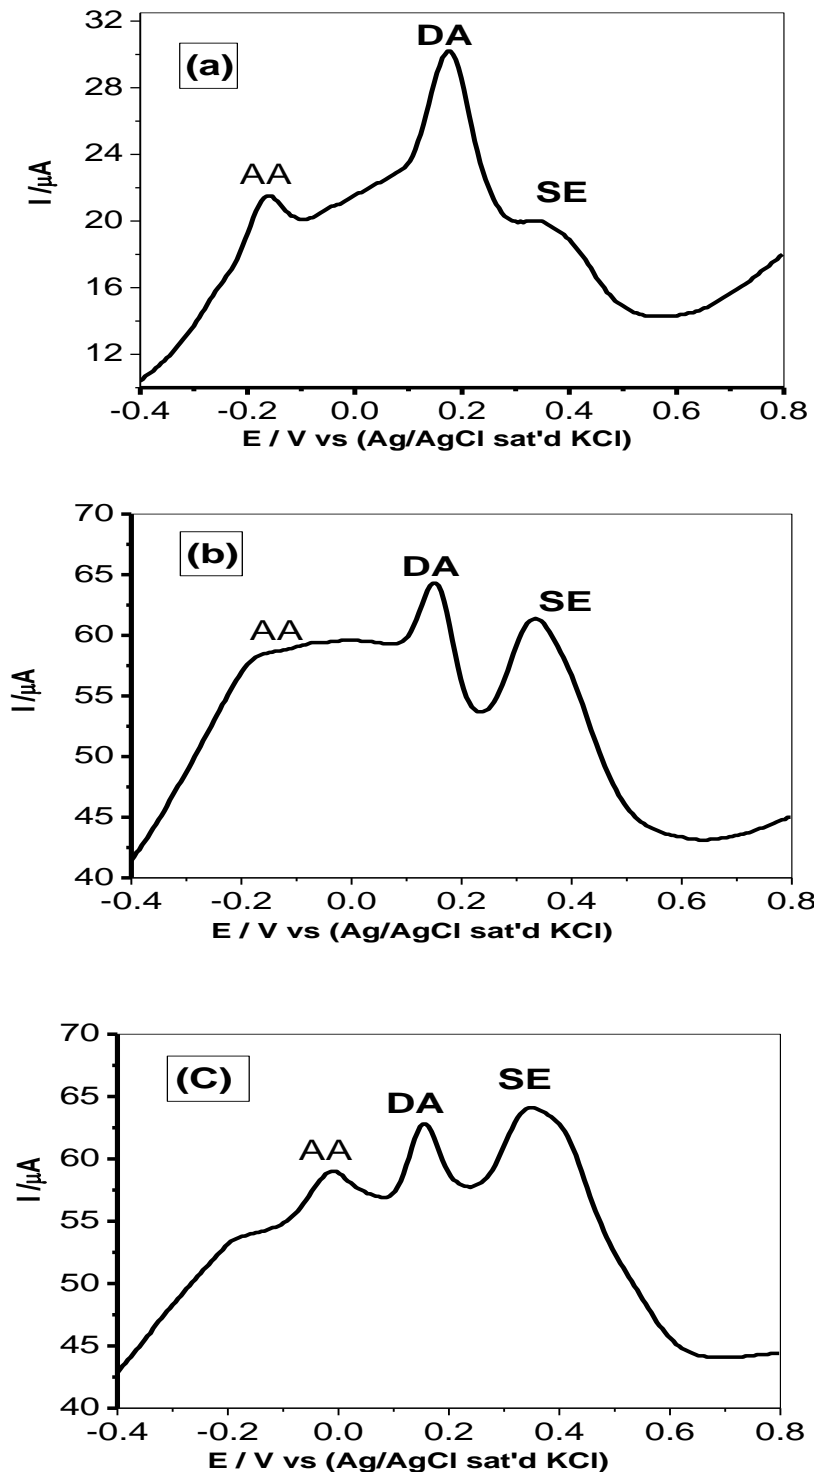 (a)
DA
AA
SE
I /µA
32
28
24
20
16
12
-0.4 -0.2 0.0 0.2 0.4 0.6 0.8
E / V vs (Ag/AgCl sat'd KCl)
(b)
DA
SE
AA
I /µA
70
65
60
55
50
45
40
-0.4 -0.2 0.0 0.2 0.4 0.6 0.8
E / V vs (Ag/AgCl sat'd KCl)
(C)
SE
DA
AA
I /µA
70
65
60
55
50
45
40
-0.4 -0.2 0.0 0.2 0.4 0.6 0.8
E / V vs (Ag/AgCl sat'd KCl)